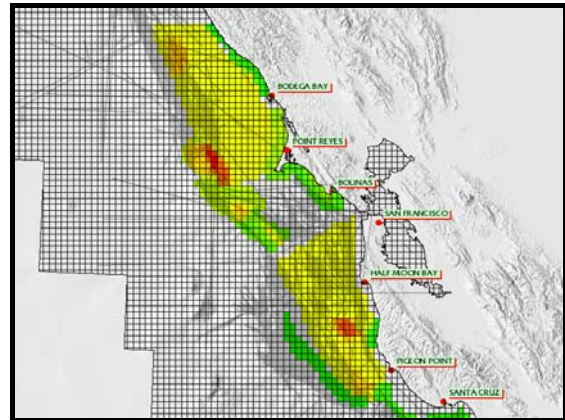 BODEGA BAY
POINT REYES
BOLINAS
SAN FRANCISCO
HALF MOON BAY
PIGEON POINT
SANTA CRUZ